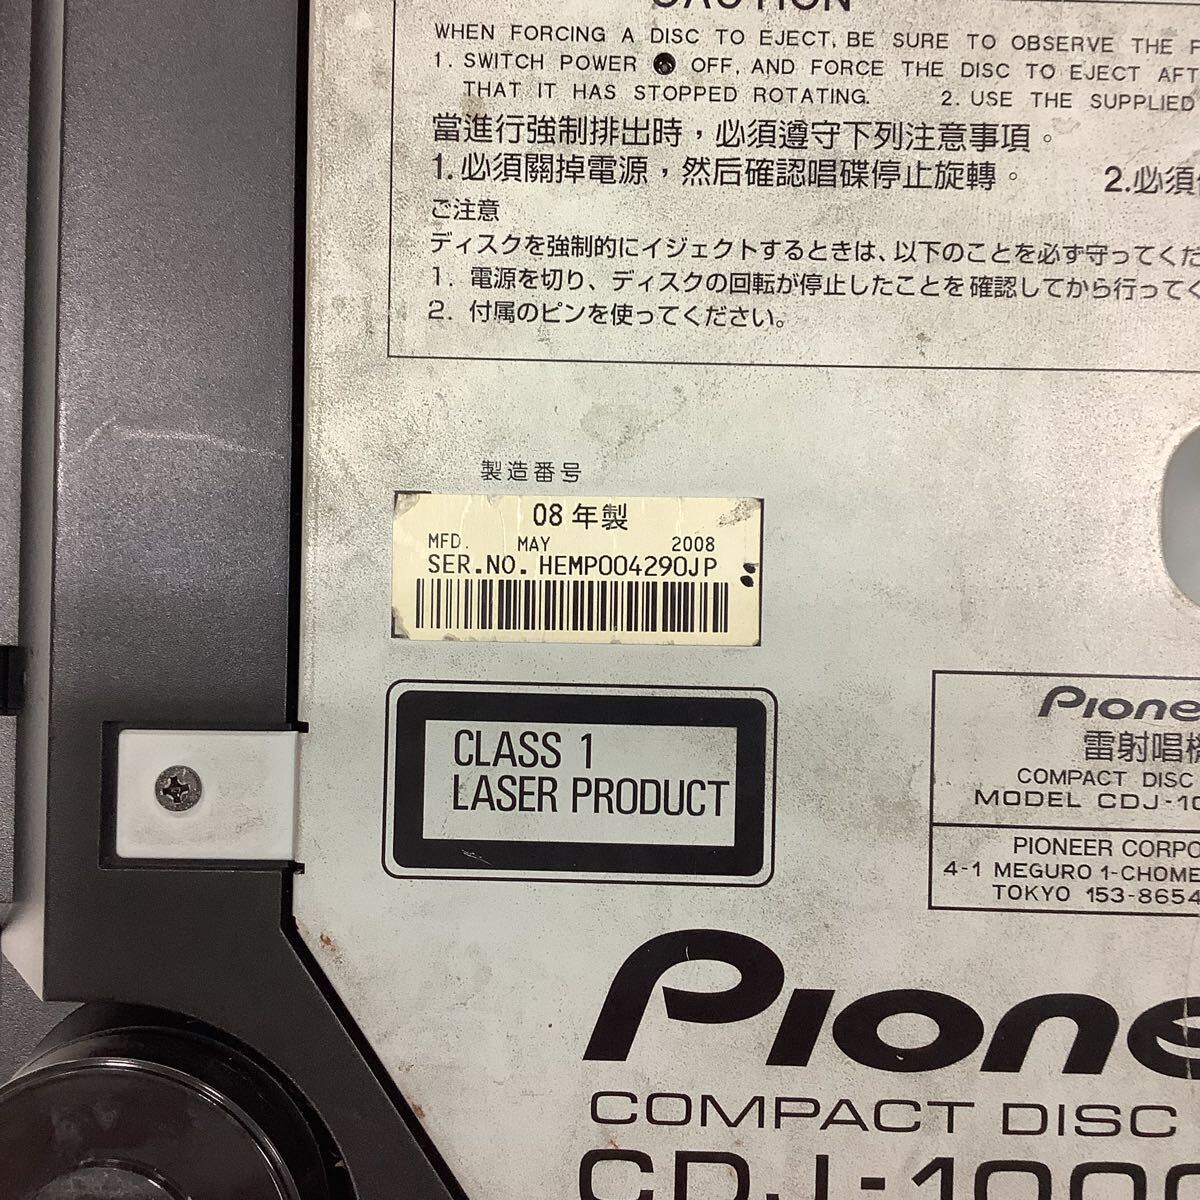 CAUTION
WHEN FORCING A DISC TO EJECT, BE SURE TO OBSERVE THE F
1. SWITCH POWER OFF, AND FORCE THE DISC TO EJECT AFT
THAT IT HAS STOPPED ROTATING. 2. USE THE SUPPLIED
當進行強制排出時，必須遵守下列注意事項。
1.必須關掉電源，然后確認唱碟停止旋轉。 2.必須
ご注意
ディスクを強制的にイジェクトするときは、以下のことを必ず守ってくだ
1. 電源を切り、ディスクの回転が停止したことを確認してから行ってく
2. 付属のピンを使ってください。
製造番号
08年製
MFD. MAY 2008
SER.NO. HEMP004290JP
CLASS 1
LASER PRODUCT
Pione
雷射唱機
COMPACT DISC
MODEL CDJ-10
PIONEER CORPO
4-1 MEGURO 1-CHOME
TOKYO 153-8654
Pione
COMPACT DISC
CDJ-1000